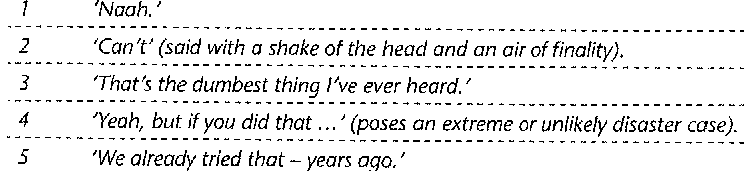 1 'Naah.'
2 'Can't' (said with a shake of the head and an air of finality).
3 'That's the dumbest thing I've ever heard.'
4 'Yeah, but if you did that ...' (poses an extreme or unlikely disaster case).
5 'We already tried that – years ago.'